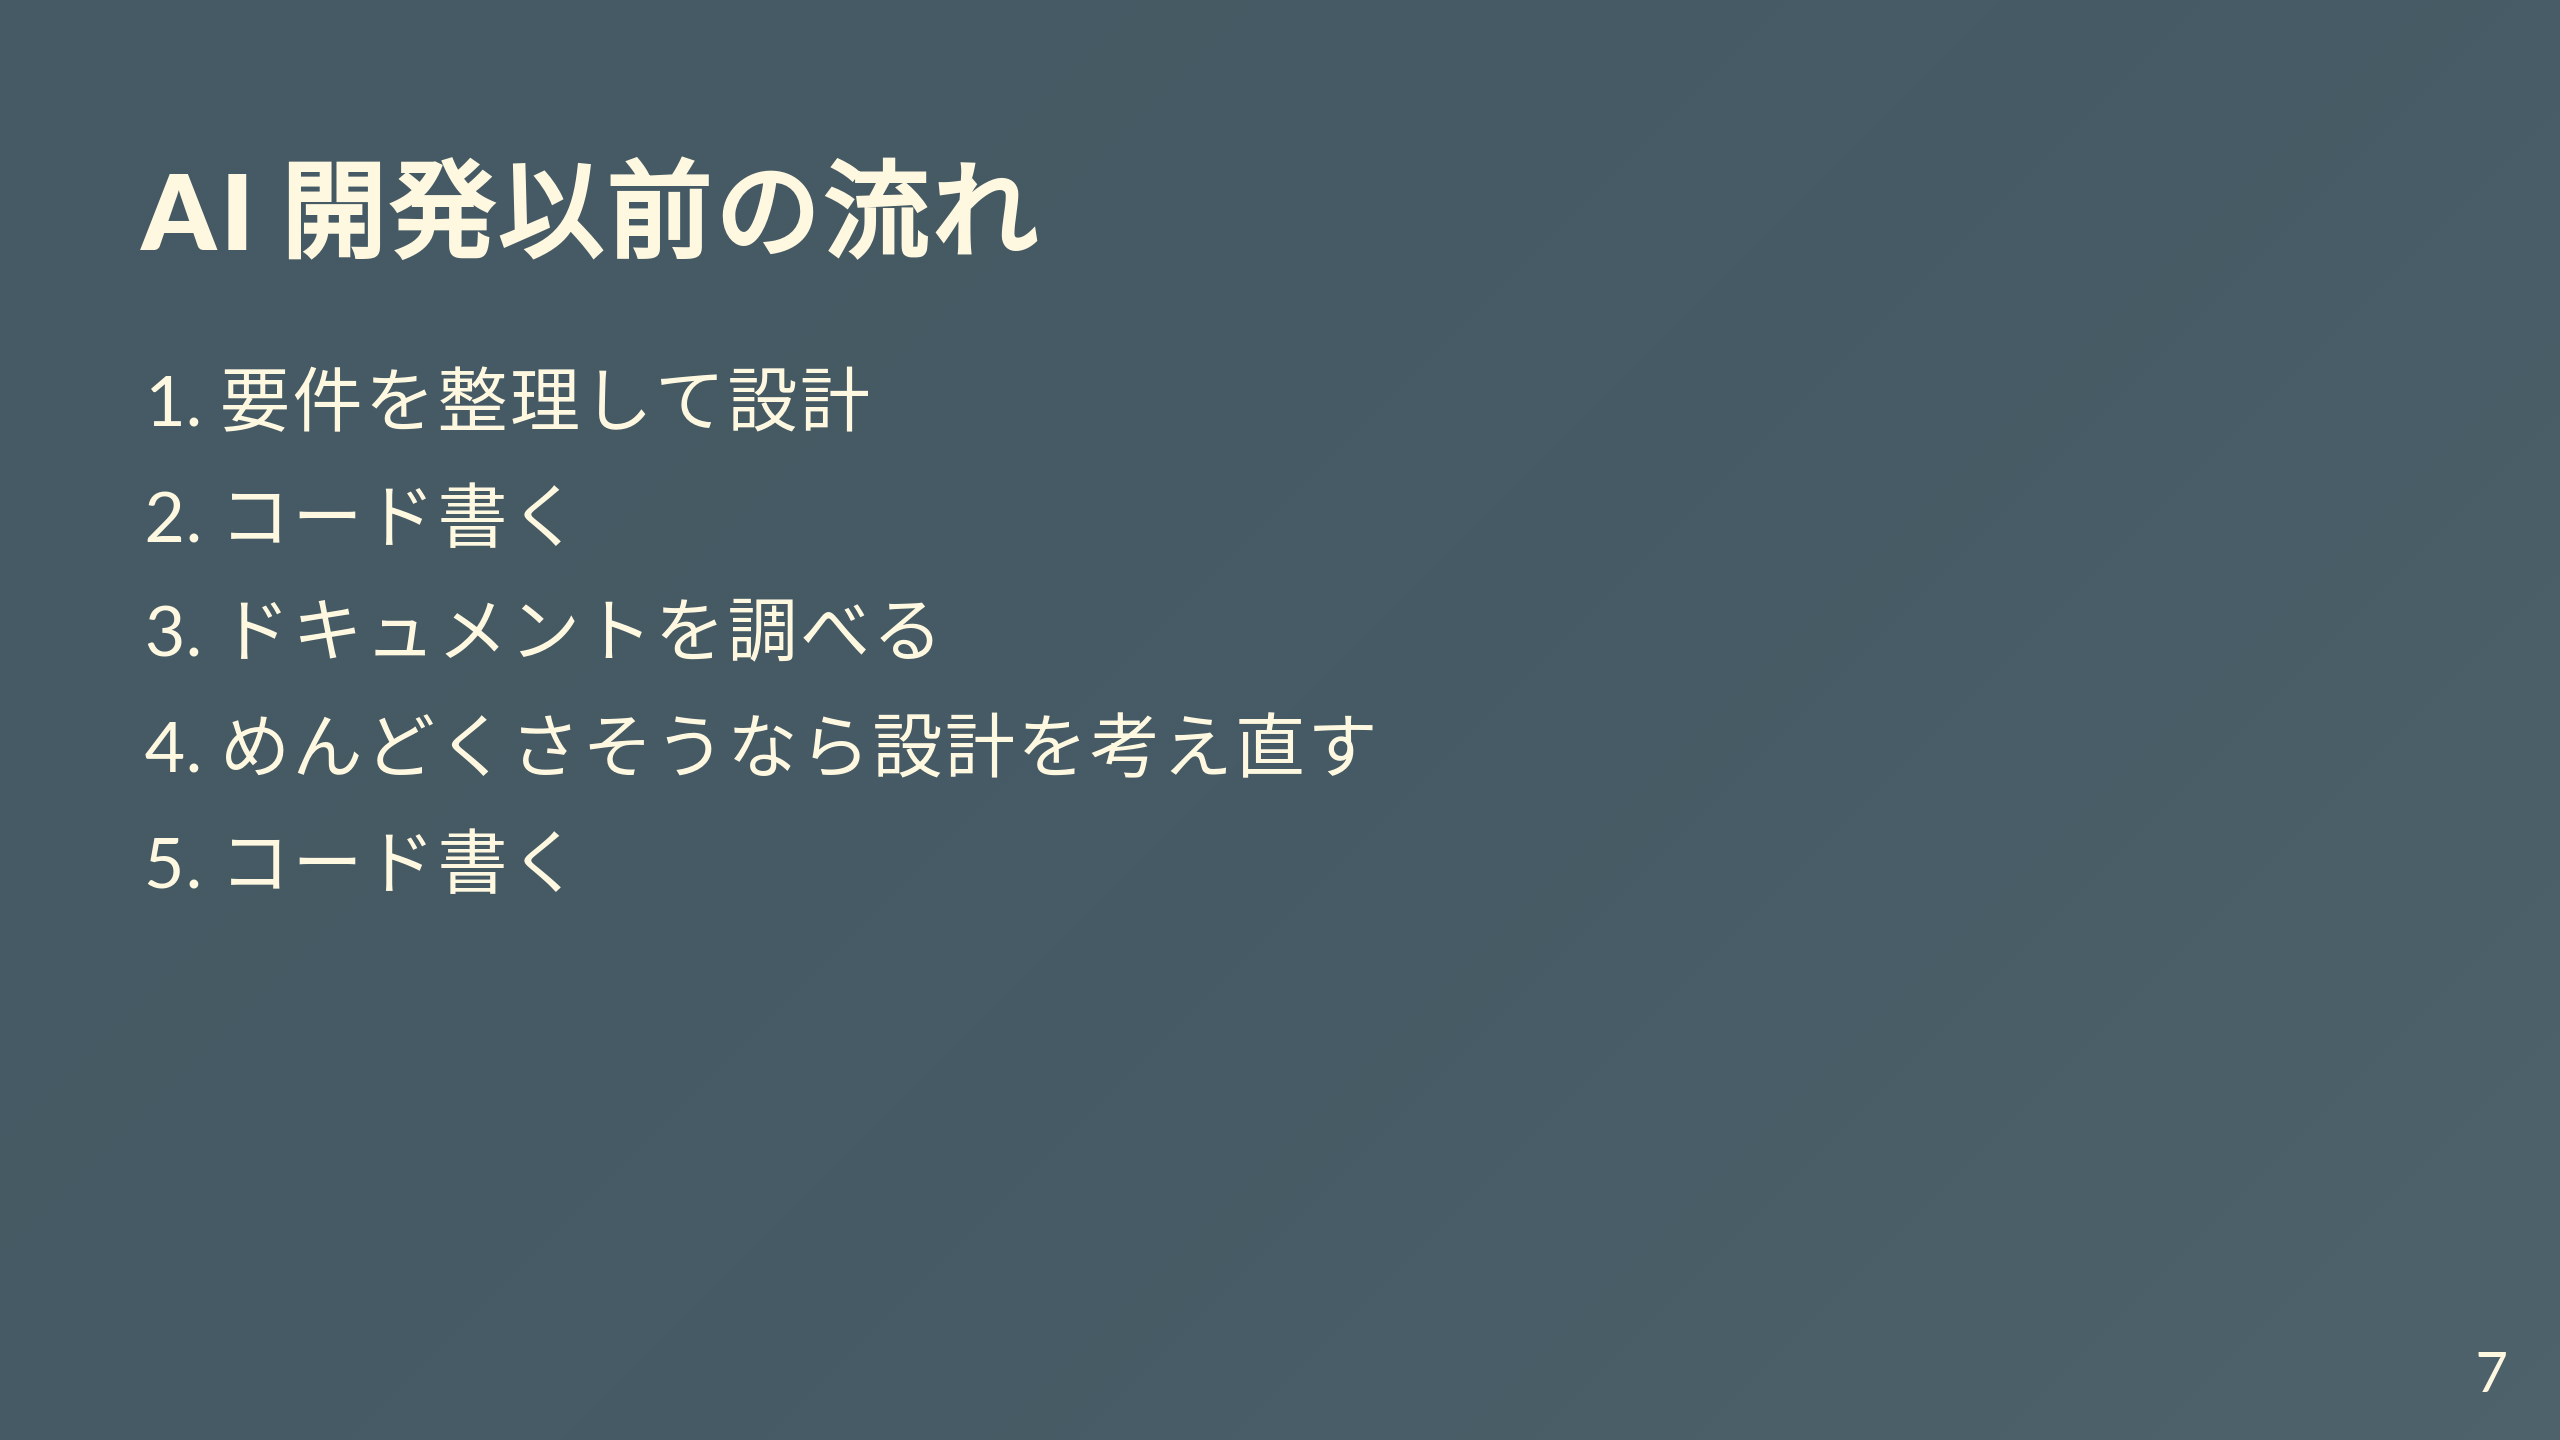 AI 開発以前の流れ
1. 要件を整理して設計
2. コード書く
3. ドキュメントを調べる
4. めんどくさそうなら設計を考え直す
5. コード書く
7